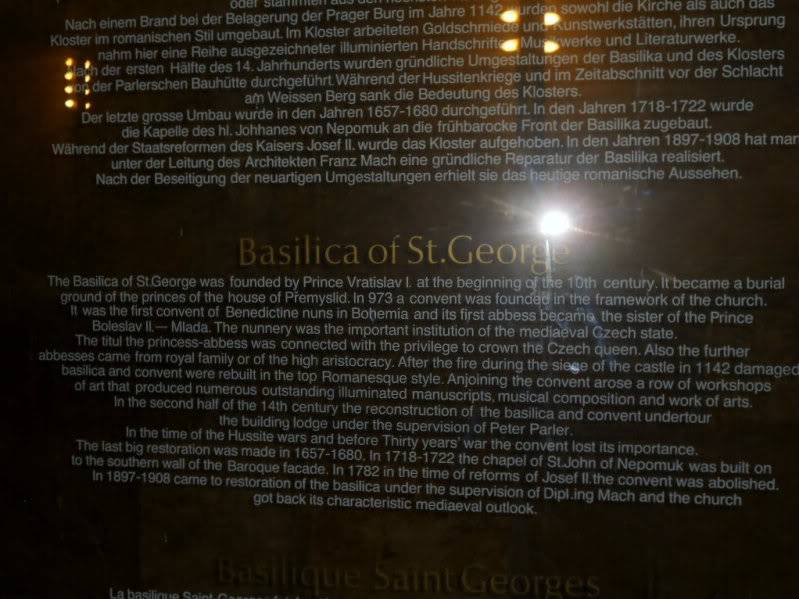 oder stammten aus den höchsten
Nach einem Brand bei der Belagerung der Prager Burg im Jahre 1142 wurden sowohl die Kirche als auch das
Kloster im romanischen Stil umgebaut. Im Kloster arbeiteten Goldschmiede und Kunstwerkstätten, ihren Ursprung
nahm hier eine Reihe ausgezeichneter illuminierten Handschriften, Musikwerke und Literaturwerke.
Nach der ersten Hälfte des 14. Jahrhunderts wurden gründliche Umgestaltungen der Basilika und des Klosters
von der Parlerschen Bauhütte durchgeführt. Während der Hussitenkriege und im Zeitabschnitt vor der Schlacht
am Weissen Berg sank die Bedeutung des Klosters.
Der letzte grosse Umbau wurde in den Jahren 1657-1680 durchgeführt. In den Jahren 1718-1722 wurde
die Kapelle des hl. Johhanes von Nepomuk an die frühbarocke Front der Basilika zugebaut.
Während der Staatsreformen des Kaisers Josef II. wurde das Kloster aufgehoben. In den Jahren 1897-1908 hat man
unter der Leitung des Architekten Franz Mach eine gründliche Reparatur der Basilika realisiert.
Nach der Beseitigung der neuartigen Umgestaltungen erhielt sie das heutige romanische Aussehen.
Basilica of St.George
The Basilica of St.George was founded by Prince Vratislav I. at the beginning of the 10th century. It became a burial
ground of the princes of the house of Přemyslid. In 973 a convent was founded in the framework of the church.
It was the first convent of Benedictine nuns in Bohemia and its first abbess became the sister of the Prince
Boleslav II.— Mlada. The nunnery was the important institution of the mediaeval Czech state.
The titul the princess-abbess was connected with the privilege to crown the Czech queen. Also the further
abbesses came from royal family or of the high aristocracy. After the fire during the siege of the castle in 1142 damaged
basilica and convent were rebuilt in the top Romanesque style. Anjoining the convent arose a row of workshops
of art that produced numerous outstanding illuminated manuscripts, musical composition and work of arts.
In the second half of the 14th century the reconstruction of the basilica and convent undertour
the building lodge under the supervision of Peter Parler.
In the time of the Hussite wars and before Thirty years' war the convent lost its importance.
The last big restoration was made in 1657-1680. In 1718-1722 the chapel of St.John of Nepomuk was built on
to the southern wall of the Baroque facade. In 1782 in the time of reforms of Josef II.the convent was abolished.
In 1897-1908 came to restoration of the basilica under the supervision of Dipl.ing Mach and the church
got back its characteristic mediaeval outlook.
Basilique Saint Georges
La basilique Saint